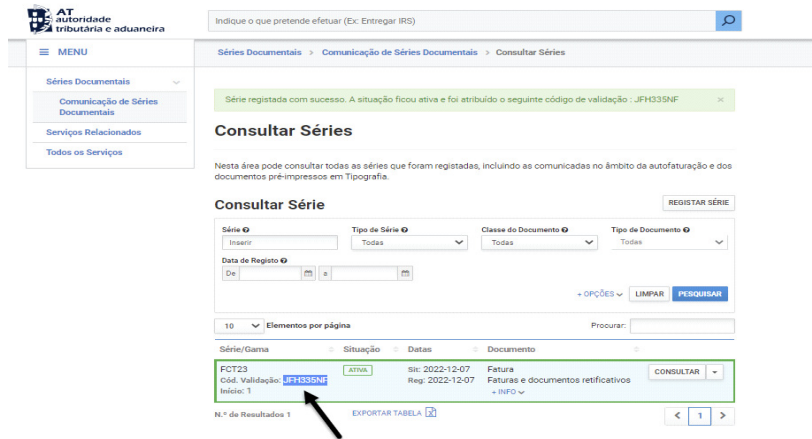 AT
autoridade
tributária e aduaneira
Indique o que pretende efetuar (Ex: Entregar IRS)
MENU
Séries Documentais > Comunicação de Séries Documentais > Consultar Séries
Séries Documentais
Comunicação de Séries
Documentais
Serviços Relacionados
Todos os Serviços
Série registada com sucesso. A situação ficou ativa e foi atribuído o seguinte código de validação : JFH335NF ×
Consultar Séries
Nesta área pode consultar todas as séries que foram registadas, incluindo as comunicadas no âmbito da autofaturação e dos
documentos pré-impressos em Tipografia.
Consultar Série
REGISTAR SÉRIE
Série Tipo de Série Classe do Documento Tipo de Documento
Inserir Todas Todas Todas
Data de Registo
De a
+ OPÇÕES LIMPAR PESQUISAR
10 Elementos por página Procurar:
Série/Gama Situação Datas Documento
FCT23 ATIVA Sit: 2022-12-07 Fatura CONSULTAR
Cód. Validação: JFH335NF Reg: 2022-12-07 Faturas e documentos retificativos
Início: 1 + INFO
N.º de Resultados 1 EXPORTAR TABELA < 1 >